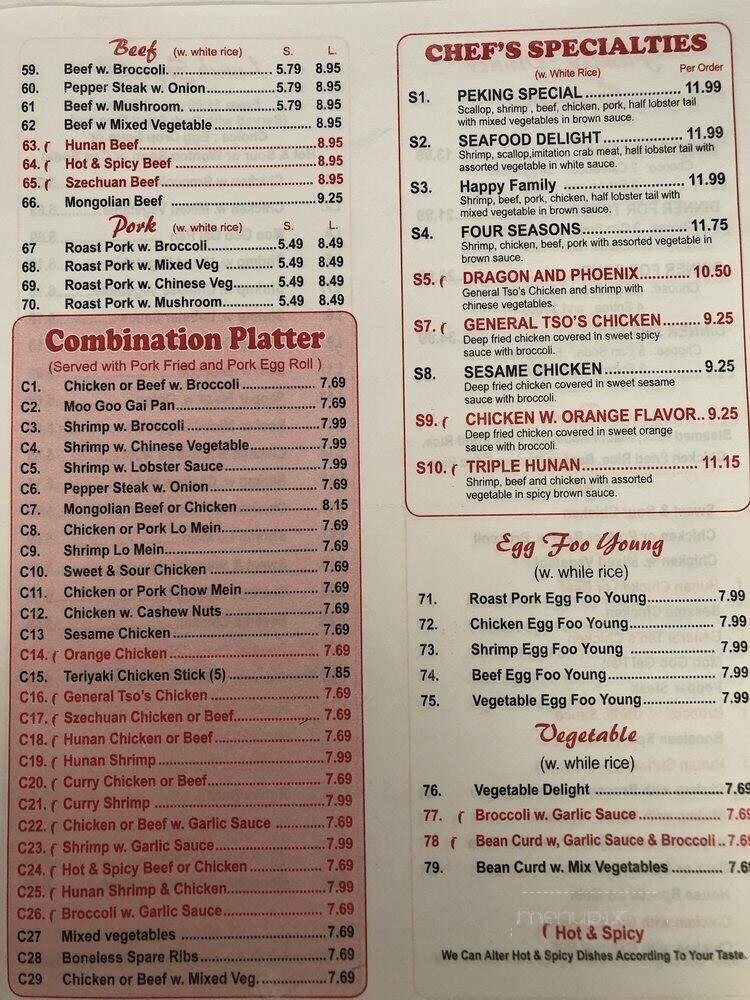 Beef (w. white rice) S. L.
59. Beef w. Broccoli. ... 5.79 8.95
60. Pepper Steak w. Onion ... 5.79 8.95
61 Beef w. Mushroom. ... 5.79 8.95
62 Beef w Mixed Vegetable ... 8.95
63. Hunan Beef ... 8.95
64. Hot & Spicy Beef ... 8.95
65. Szechuan Beef ... 8.95
66. Mongolian Beef ... 9.25
Pork (w. white rice) S. L.
67 Roast Pork w. Broccoli ... 5.49 8.49
68. Roast Pork w. Mixed Veg ... 5.49 8.49
69. Roast Pork w. Chinese Veg ... 5.49 8.49
70. Roast Pork w. Mushroom ... 5.49 8.49
Combination Platter
(Served with Pork Fried and Pork Egg Roll )
C1. Chicken or Beef w. Broccoli ... 7.69
C2. Moo Goo Gai Pan ... 7.69
C3. Shrimp w. Broccoli ... 7.99
C4. Shrimp w. Chinese Vegetable ... 7.99
C5. Shrimp w. Lobster Sauce ... 7.99
C6. Pepper Steak w. Onion ... 7.69
C7. Mongolian Beef or Chicken ... 8.15
C8. Chicken or Pork Lo Mein ... 7.69
C9. Shrimp Lo Mein ... 7.69
C10. Sweet & Sour Chicken ... 7.69
C11. Chicken or Pork Chow Mein ... 7.69
C12. Chicken w. Cashew Nuts ... 7.69
C13 Sesame Chicken ... 7.69
C14. Orange Chicken ... 7.69
C15. Teriyaki Chicken Stick (5) ... 7.85
C16. General Tso's Chicken ... 7.69
C17. Szechuan Chicken or Beef ... 7.69
C18. Hunan Chicken or Beef ... 7.69
C19. Hunan Shrimp ... 7.99
C20. Curry Chicken or Beef ... 7.69
C21. Curry Shrimp ... 7.99
C22. Chicken or Beef w. Garlic Sauce ... 7.69
C23. Shrimp w. Garlic Sauce ... 7.99
C24. Hot & Spicy Beef or Chicken ... 7.69
C25. Hunan Shrimp & Chicken ... 7.99
C26. Broccoli w. Garlic Sauce ... 7.69
C27 Mixed vegetables ... 7.69
C28 Boneless Spare RIbs ... 7.69
C29 Chicken or Beef w. Mixed Veg. ... 7.69
CHEF'S SPECIALTIES
(w. White Rice) Per Order
S1. PEKING SPECIAL ... 11.99
Scallop, shrimp , beef, chicken, pork, half lobster tail
with mixed vegetables in brown sauce.
S2. SEAFOOD DELIGHT ... 11.99
Shrimp, scallop,imitation crab meat, half lobster tail with
assorted vegetable in white sauce.
S3. Happy Family ... 11.99
Shrimp, beef, pork, chicken, half lobster tail with
mixed vegetable in brown sauce.
S4. FOUR SEASONS ... 11.75
Shrimp, chicken, beef, pork with assorted vegetable in
brown sauce.
S5. DRAGON AND PHOENIX ... 10.50
General Tso's Chicken and shrimp with
chinese vegetables.
S7. GENERAL TSO'S CHICKEN ... 9.25
Deep fried chicken covered in sweet spicy
sauce with broccoli.
S8. SESAME CHICKEN ... 9.25
Deep fried chicken covered in sweet sesame
sauce with broccoli.
S9. CHICKEN W. ORANGE FLAVOR.. 9.25
Deep fried chicken covered in sweet orange
sauce with broccoli.
S10. TRIPLE HUNAN ... 11.15
Shrimp, beef and chicken with assorted
vegetable in spicy brown sauce.
Egg Foo Young
(w. while rice)
71. Roast Pork Egg Foo Young ... 7.99
72. Chicken Egg Foo Young ... 7.99
73. Shrimp Egg Foo Young ... 7.99
74. Beef Egg Foo Young ... 7.99
75. Vegetable Egg Foo Young ... 7.99
Vegetable
(w. while rice)
76. Vegetable Delight ... 7.69
77. Broccoli w. Garlic Sauce ... 7.69
78 Bean Curd w, Garlic Sauce & Broccoli .. 7.69
79. Bean Curd w. Mix Vegetables ... 7.69
menupix
Hot & Spicy
We Can Alter Hot & Spicy Dishes According To Your Taste.